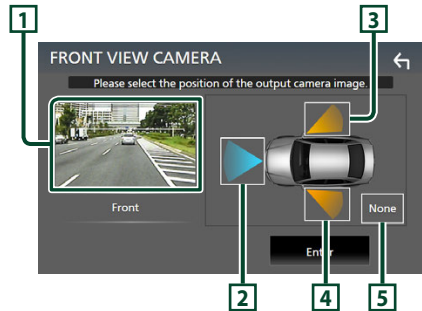 1
3
FRONT VIEW CAMERA
Please select the position of the output camera image.
Front
None
Enter
2
4
5